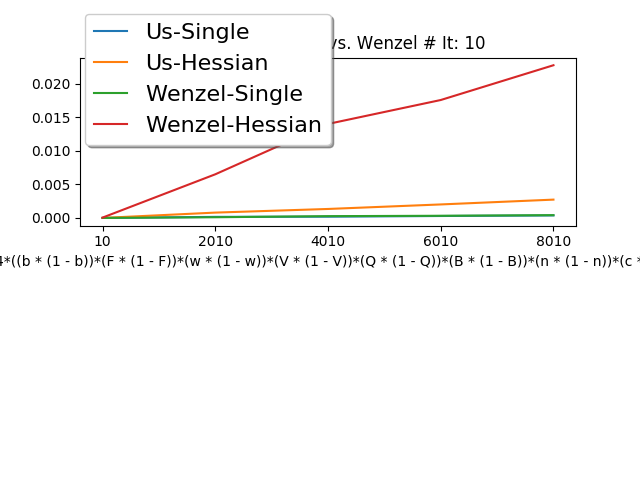 vs. Wenzel # It: 10
Us-Single
Us-Hessian
Wenzel-Single
Wenzel-Hessian
0.020
0.015
0.010
0.005
0.000
10 2010 4010 6010 8010
4*((b * (1 - b))*(F * (1 - F))*(w * (1 - w))*(V * (1 - V))*(Q * (1 - Q))*(B * (1 - B))*(n * (1 - n))*(c *